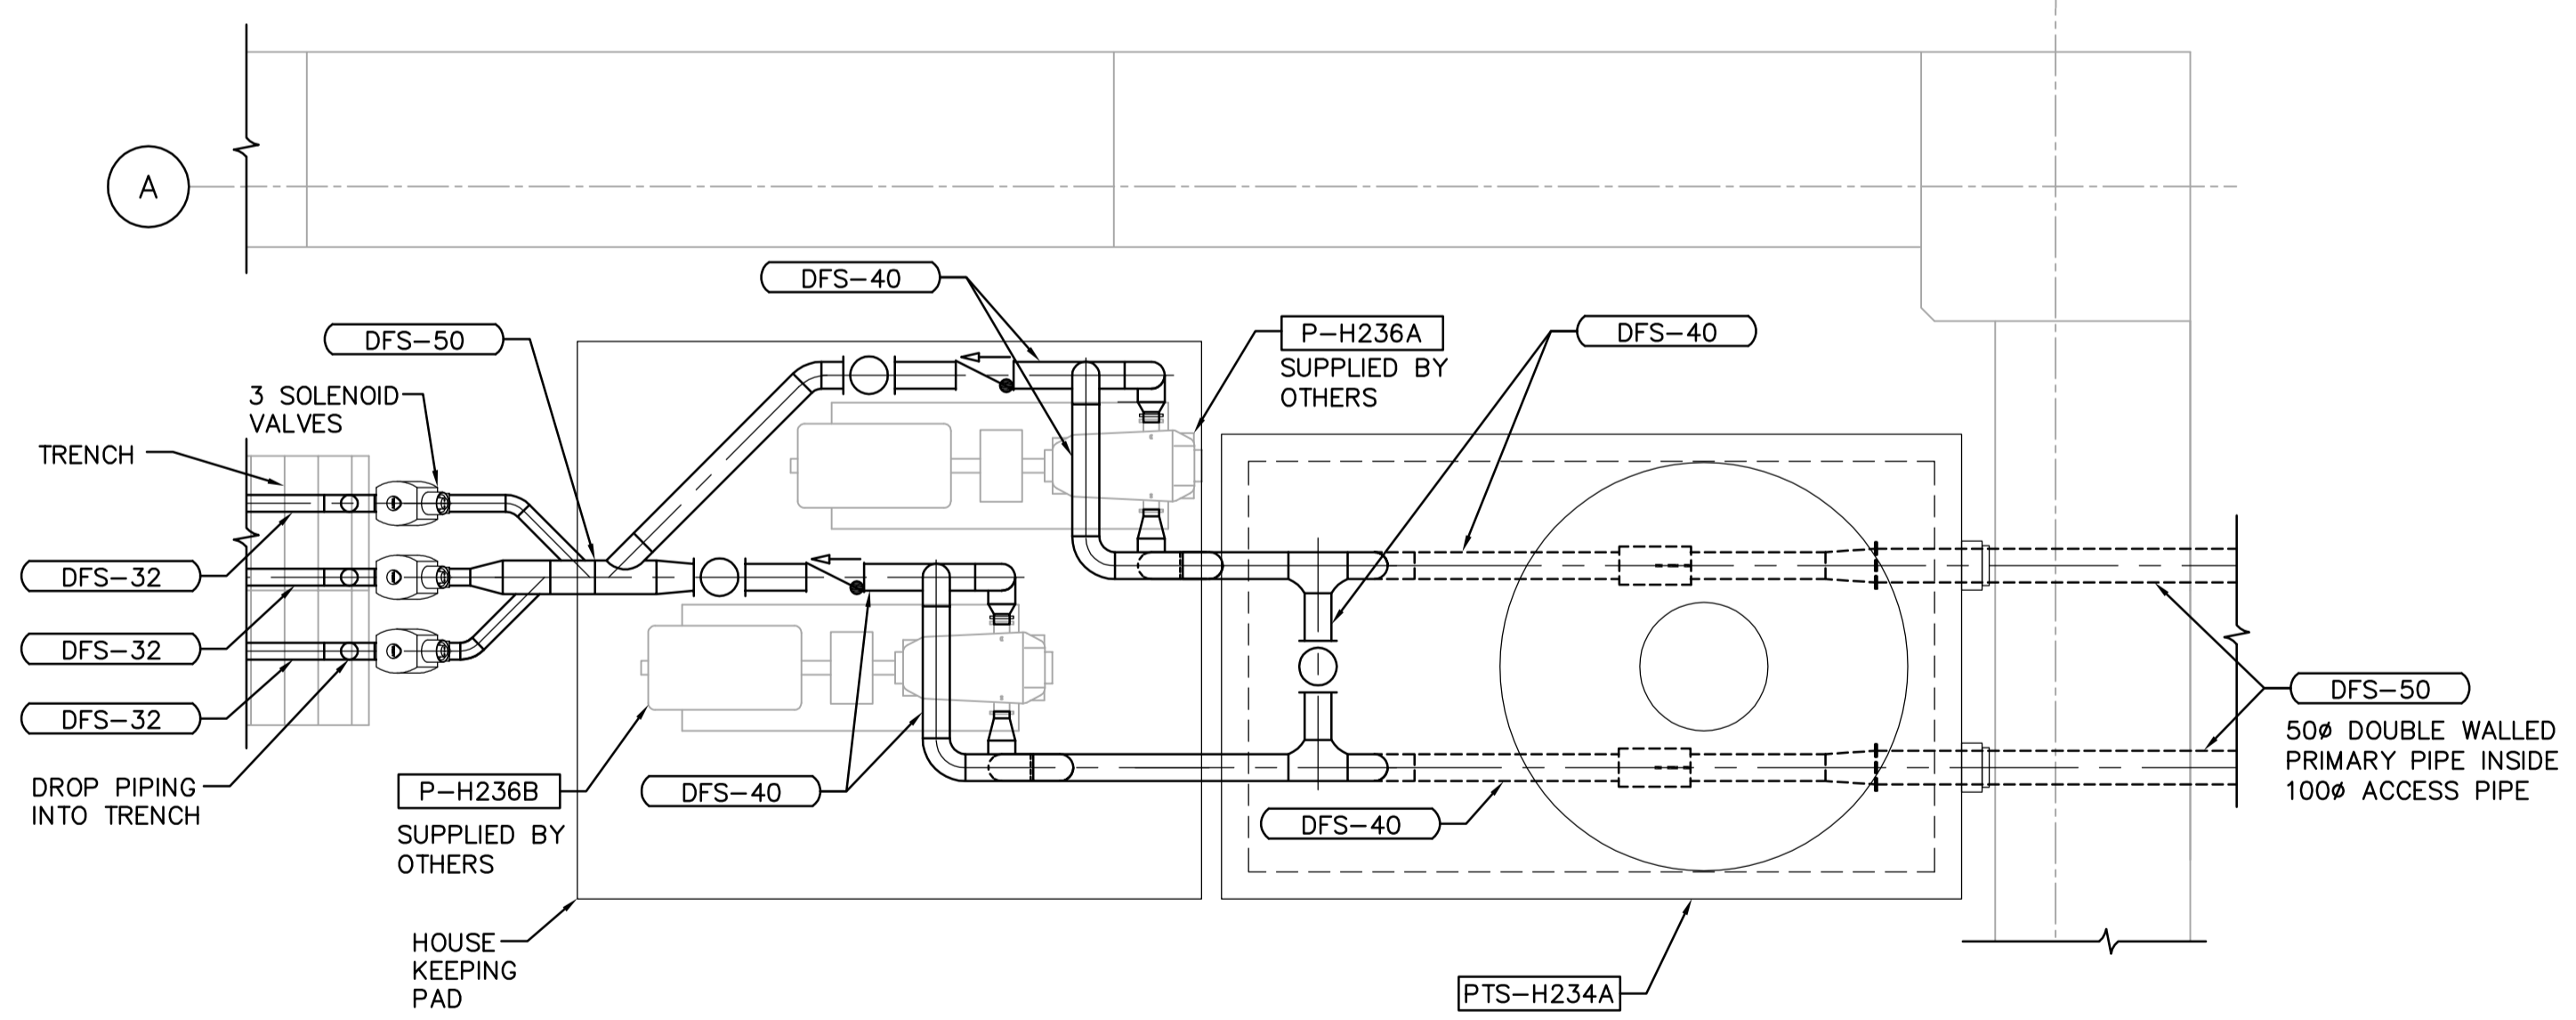 A
DFS-40
DFS-50
P-H236A
SUPPLIED BY
OTHERS
DFS-40
3 SOLENOID
VALVES
TRENCH
DFS-32
DFS-32
DFS-32
DROP PIPING
INTO TRENCH
P-H236B
SUPPLIED BY
OTHERS
DFS-40
DFS-40
DFS-50
50ø DOUBLE WALLED
PRIMARY PIPE INSIDE
100ø ACCESS PIPE
HOUSE
KEEPING
PAD
PTS-H234A